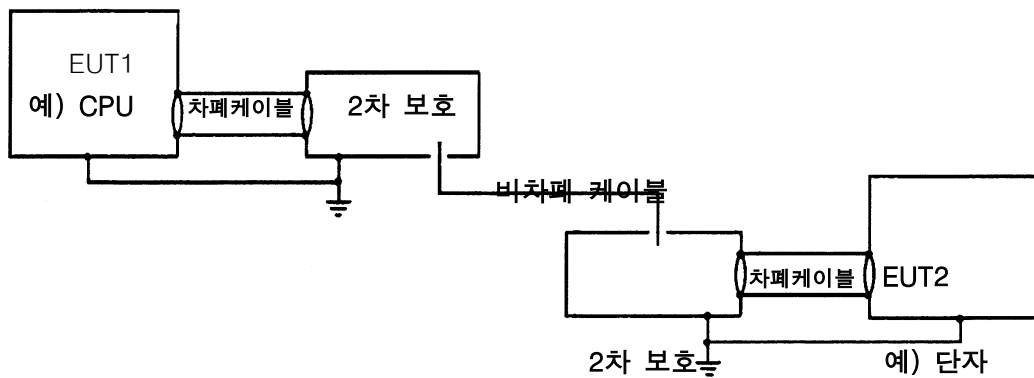 EUT1
예) CPU
차폐케이블
2차 보호
비차폐 케이블
차폐케이블
EUT2
2차 보호
예) 단자